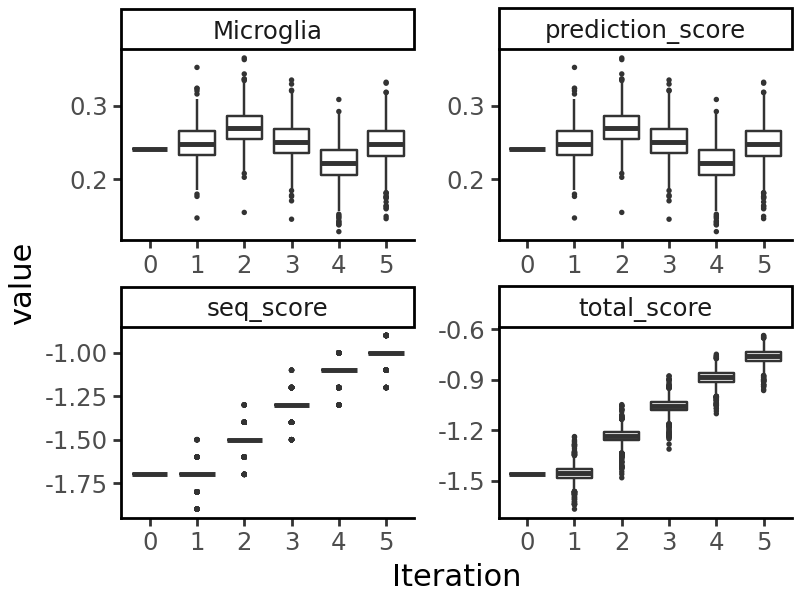 Microglia
prediction_score
0.3
0.2
0.3
0.2
0 1 2 3 4 5
0 1 2 3 4 5
value
seq_score
total_score
-1.00
-1.25
-1.50
-1.75
-0.6
-0.9
-1.2
-1.5
0 1 2 3 4 5
0 1 2 3 4 5
Iteration